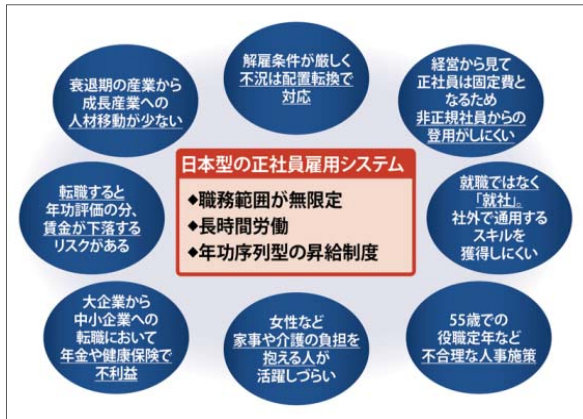 衰退期の産業から
成長産業への
人材移動が少ない
解雇条件が厳しく
不況は配置転換で
対応
経営から見て
正社員は固定費と
なるため
非正規社員からの
登用がしにくい
日本型の正社員雇用システム
◆職務範囲が無限定
◆長時間労働
◆年功序列型の昇給制度
転職すると
年功評価の分、
賃金が下落する
リスクがある
就職ではなく
「就社」。
社外で通用する
スキルを
獲得しにくい
大企業から
中小企業への
転職において
年金や健康保険で
不利益
女性など
家事や介護の負担を
抱える人が
活躍しづらい
55歳での
役職定年など
不合理な人事施策